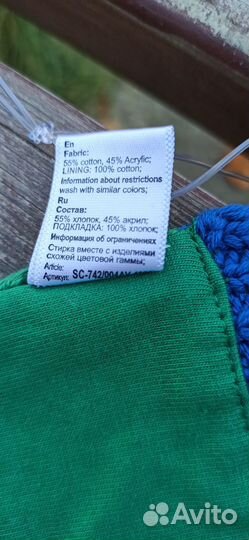 En
Fabric:
55% cotton, 45% Acrylic;
LINING: 100% cotton;
Information about restrictions
wash with similar colors;
Ru
Состав:
55% хлопок, 45% акрил;
ПОДКЛАДКА: 100% хлопок
Информация об ограничениях
Стирка вместе с изделиями
схожей цветовой гаммы;
Article:
Артикул:
Avito